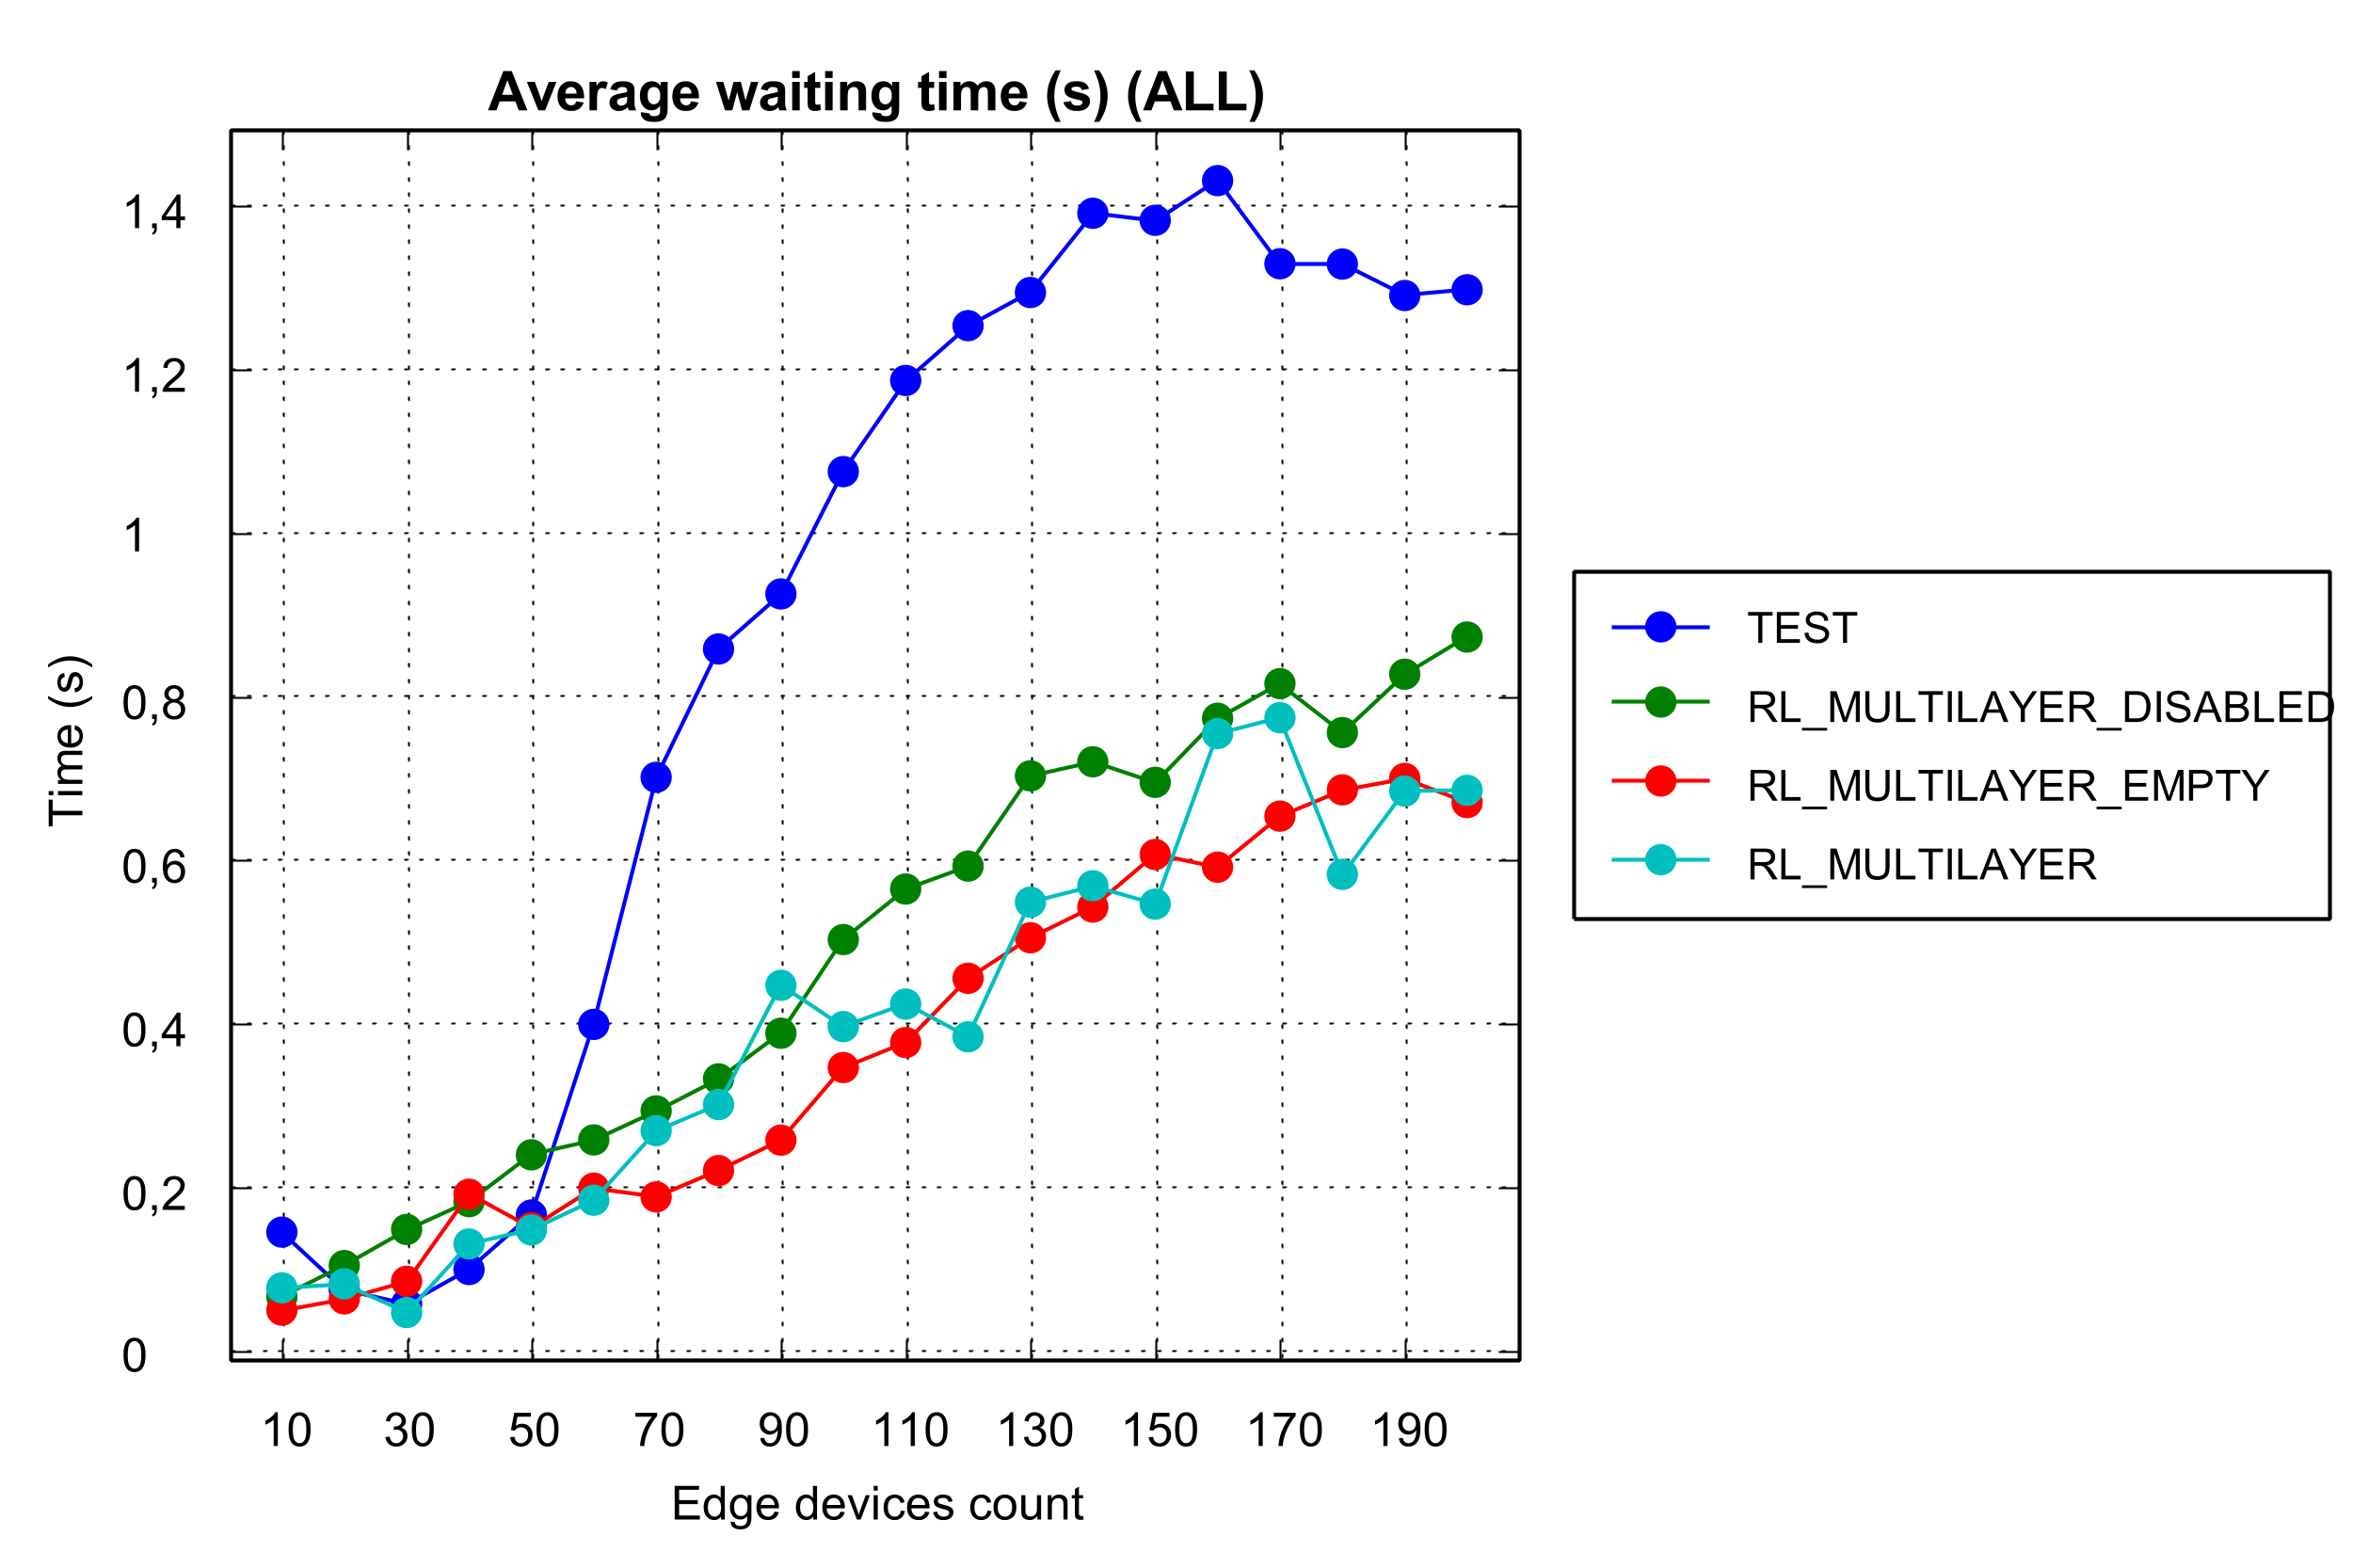 Average waiting time (s) (ALL)
1,4
1,2
1
0,8
0,6
0,4
0,2
0
Time (s)
10 30 50 70 90 110 130 150 170 190
Edge devices count
TEST
RL_MULTILAYER_DISABLED
RL_MULTILAYER_EMPTY
RL_MULTILAYER